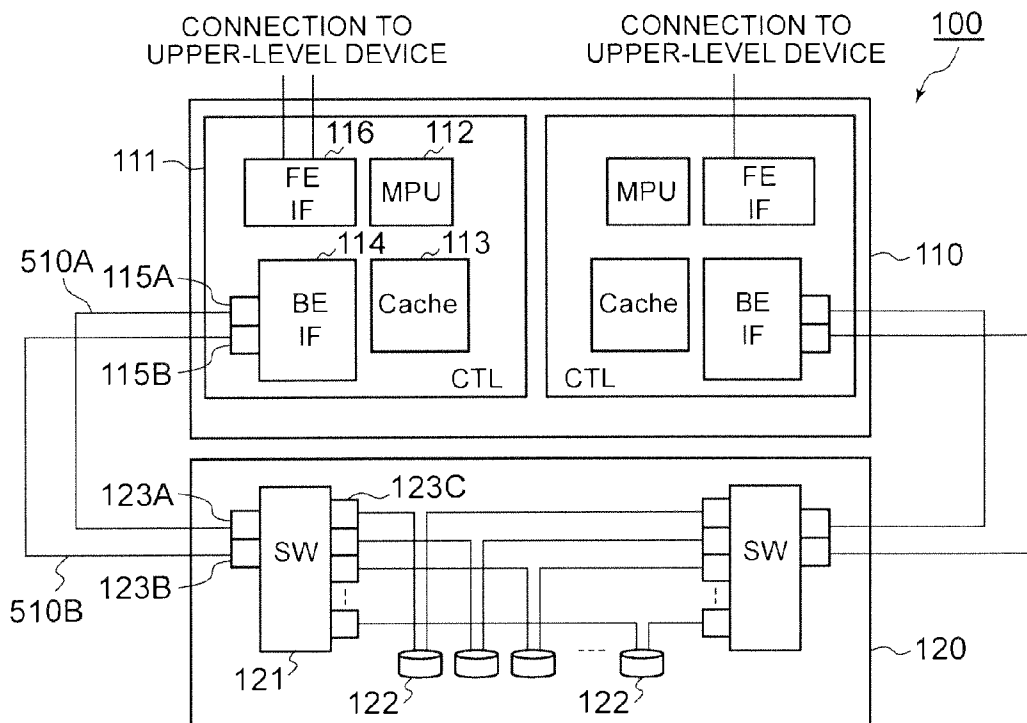 CONNECTION TO
UPPER-LEVEL DEVICE
CONNECTION TO
UPPER-LEVEL DEVICE
100
111
116
112
FE
IF
MPU
MPU
FE
IF
510A
115A
114
113
BE
IF
Cache
Cache
BE
IF
110
115B
CTL
CTL
123A
123C
SW
SW
123B
510B
121
122
122
120